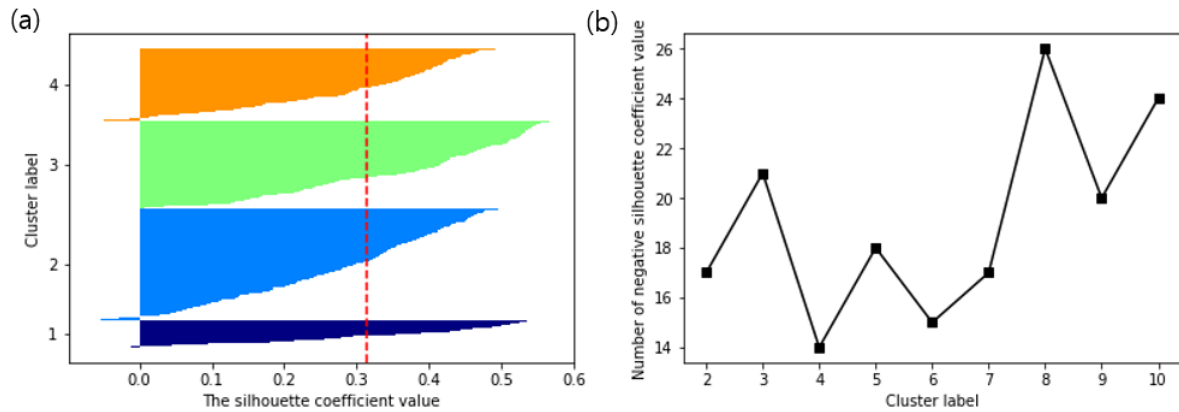 (a)
Cluster label
4
3
2
1
0.0 0.1 0.2 0.3 0.4 0.5 0.6
The silhouette coefficient value
(b)
Number of negative silhouette coefficient value
26
24
22
20
18
16
14
2 3 4 5 6 7 8 9 10
Cluster label